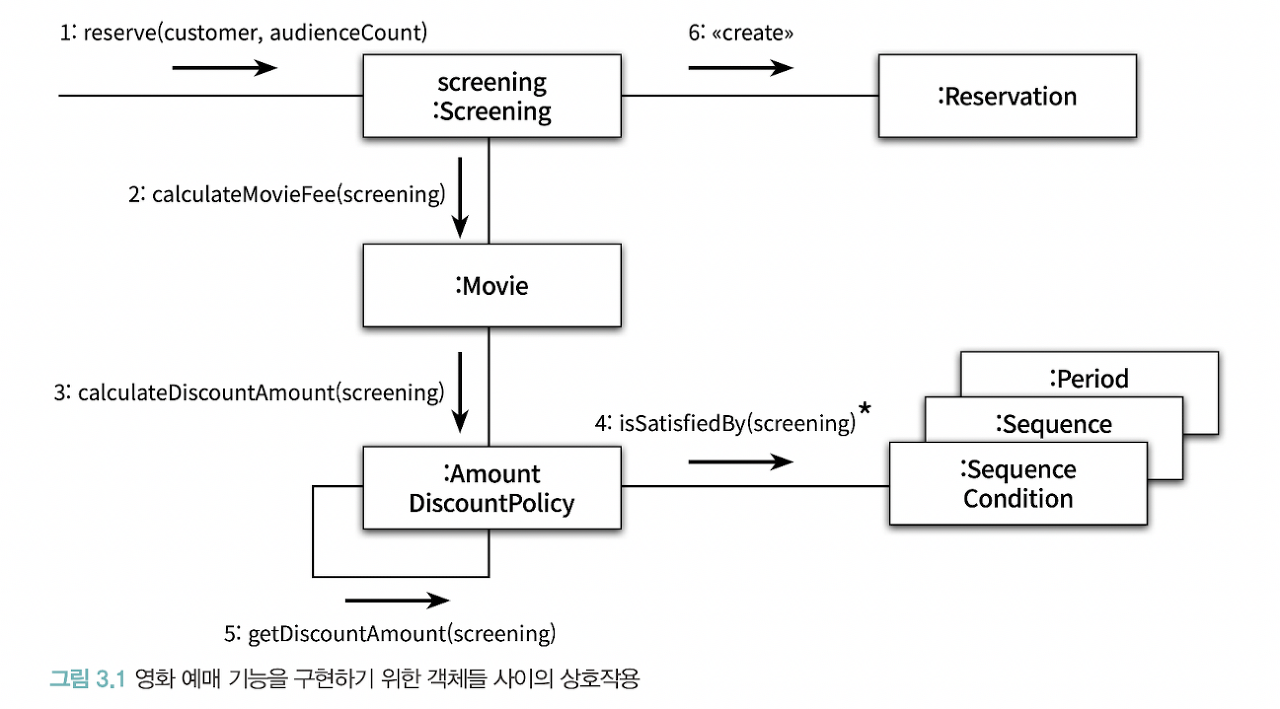 1: reserve(customer, audienceCount)
6: «create»
screening
:Screening
:Reservation
2: calculateMovieFee(screening)
:Movie
3: calculateDiscountAmount(screening)
:Period
4: isSatisfiedBy(screening)*
:Sequence
:Amount
DiscountPolicy
:Sequence
Condition
5: getDiscountAmount(screening)
그림 3.1 영화 예매 기능을 구현하기 위한 객체들 사이의 상호작용